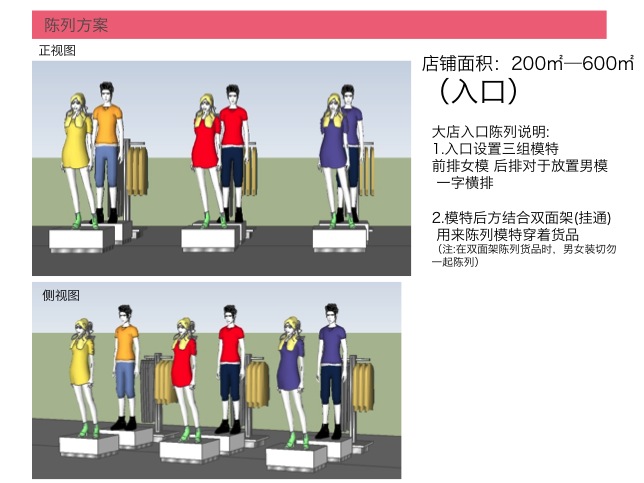 陈列方案
正视图
店铺面积：200㎡—600㎡
（入口）
大店入口陈列说明:
1.入口设置三组模特
前排女模 后排对于放置男模
一字横排
2.模特后方结合双面架(挂通)
用来陈列模特穿着货品
（注:在双面架陈列货品时，男女装切勿
一起陈列）
侧视图